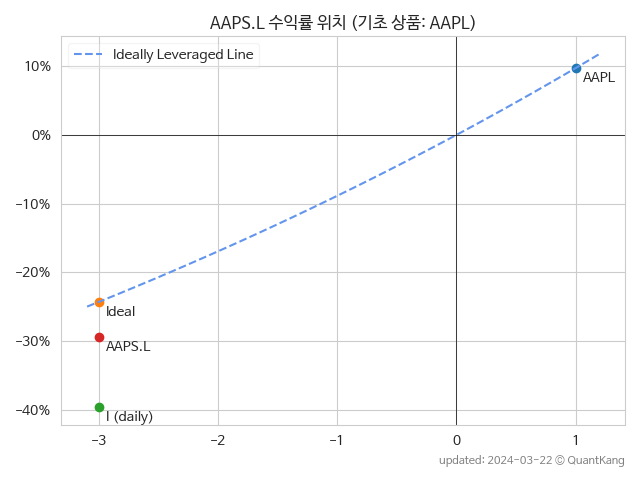 AAPS.L 수익률 위치 (기초 상품: AAPL)
Ideally Leveraged Line
10%
0%
−10%
−20%
−30%
−40%
AAPL
Ideal
AAPS.L
I (daily)
−3
−2
−1
0
1
updated: 2024-03-22 © QuantKang